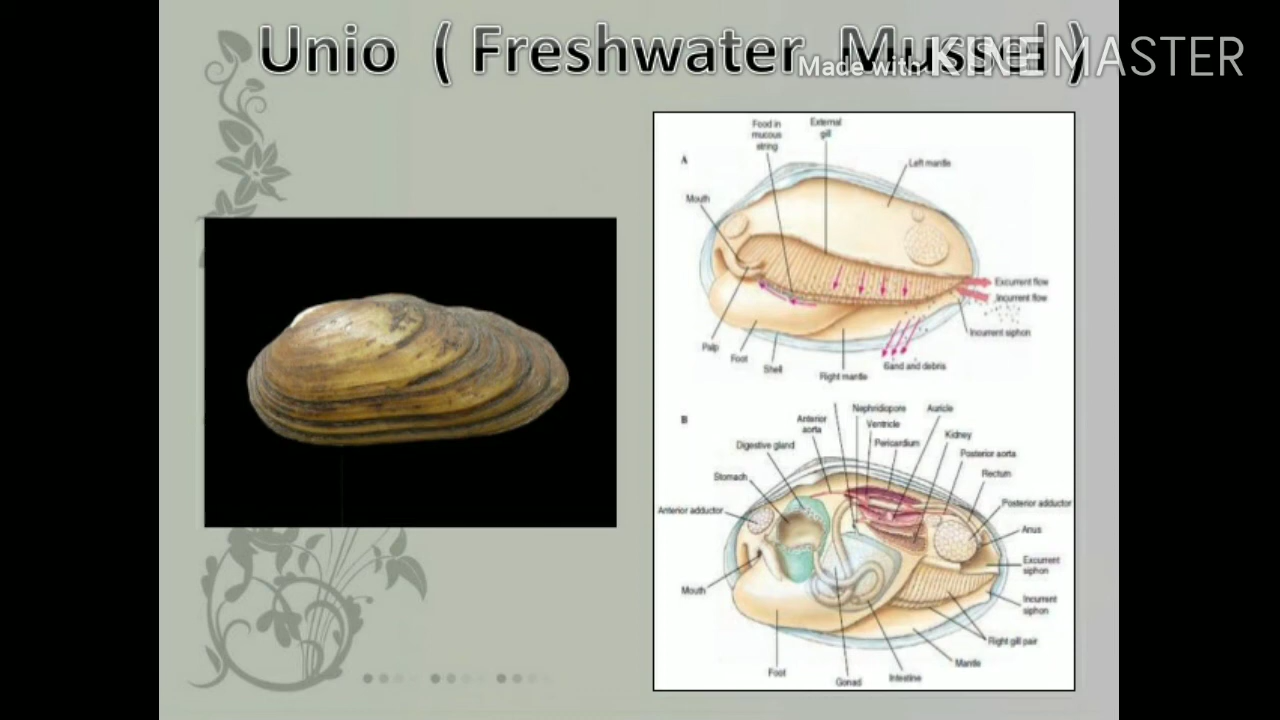 Unio ( Freshwater Mussel )
Made with KINEMASTER
A
Food in
mucous
string
External
gill
Left mantle
Mouth
Excurrent flow
Incurrent flow
Incurrent siphon
Sand and debris
Palp
Foot
Shell
Right mantle
B
Nephridiopore
Auricle
Anterior
aorta
Ventricle
Pericardium
Kidney
Digestive gland
Posterior aorta
Stomach
Rectum
Anterior adductor
Posterior adductor
Anus
Excurrent
siphon
Mouth
Incurrent
siphon
Right gill pair
Mantle
Foot
Gonad
Intestine